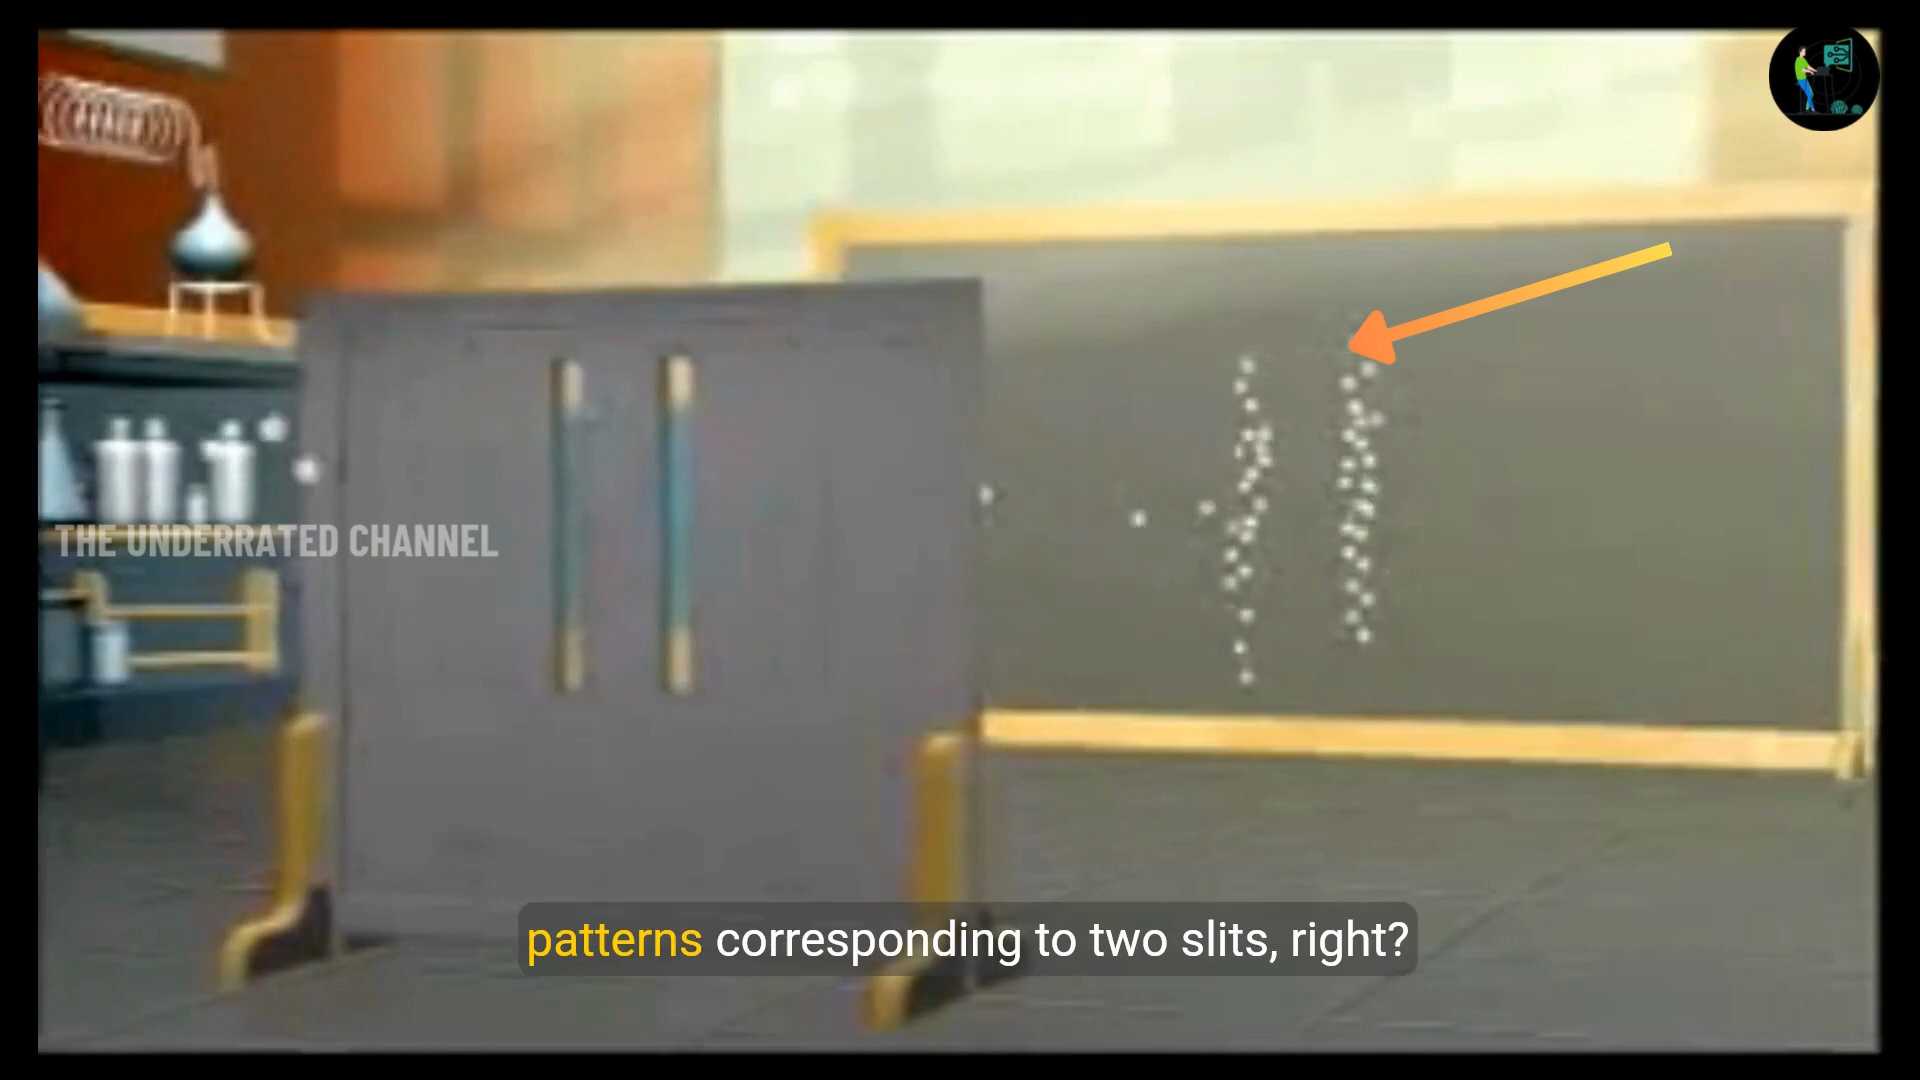 THE UNDERRATED CHANNEL
patterns corresponding to two slits, right?